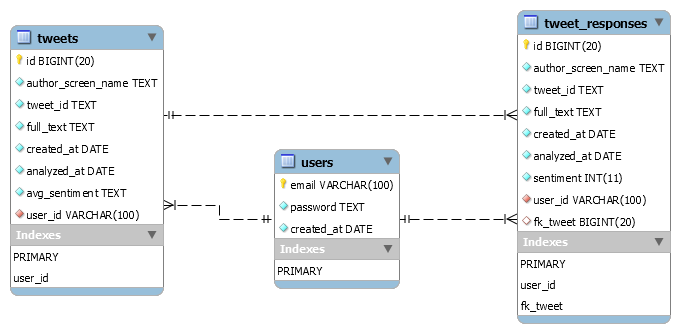 tweets
id BIGINT(20)
author_screen_name TEXT
tweet_id TEXT
full_text TEXT
created_at DATE
analyzed_at DATE
avg_sentiment TEXT
user_id VARCHAR(100)
Indexes
PRIMARY
user_id
users
email VARCHAR(100)
password TEXT
created_at DATE
Indexes
PRIMARY
tweet_responses
id BIGINT(20)
author_screen_name TEXT
tweet_id TEXT
full_text TEXT
created_at DATE
analyzed_at DATE
sentiment INT(11)
user_id VARCHAR(100)
fk_tweet BIGINT(20)
Indexes
PRIMARY
user_id
fk_tweet